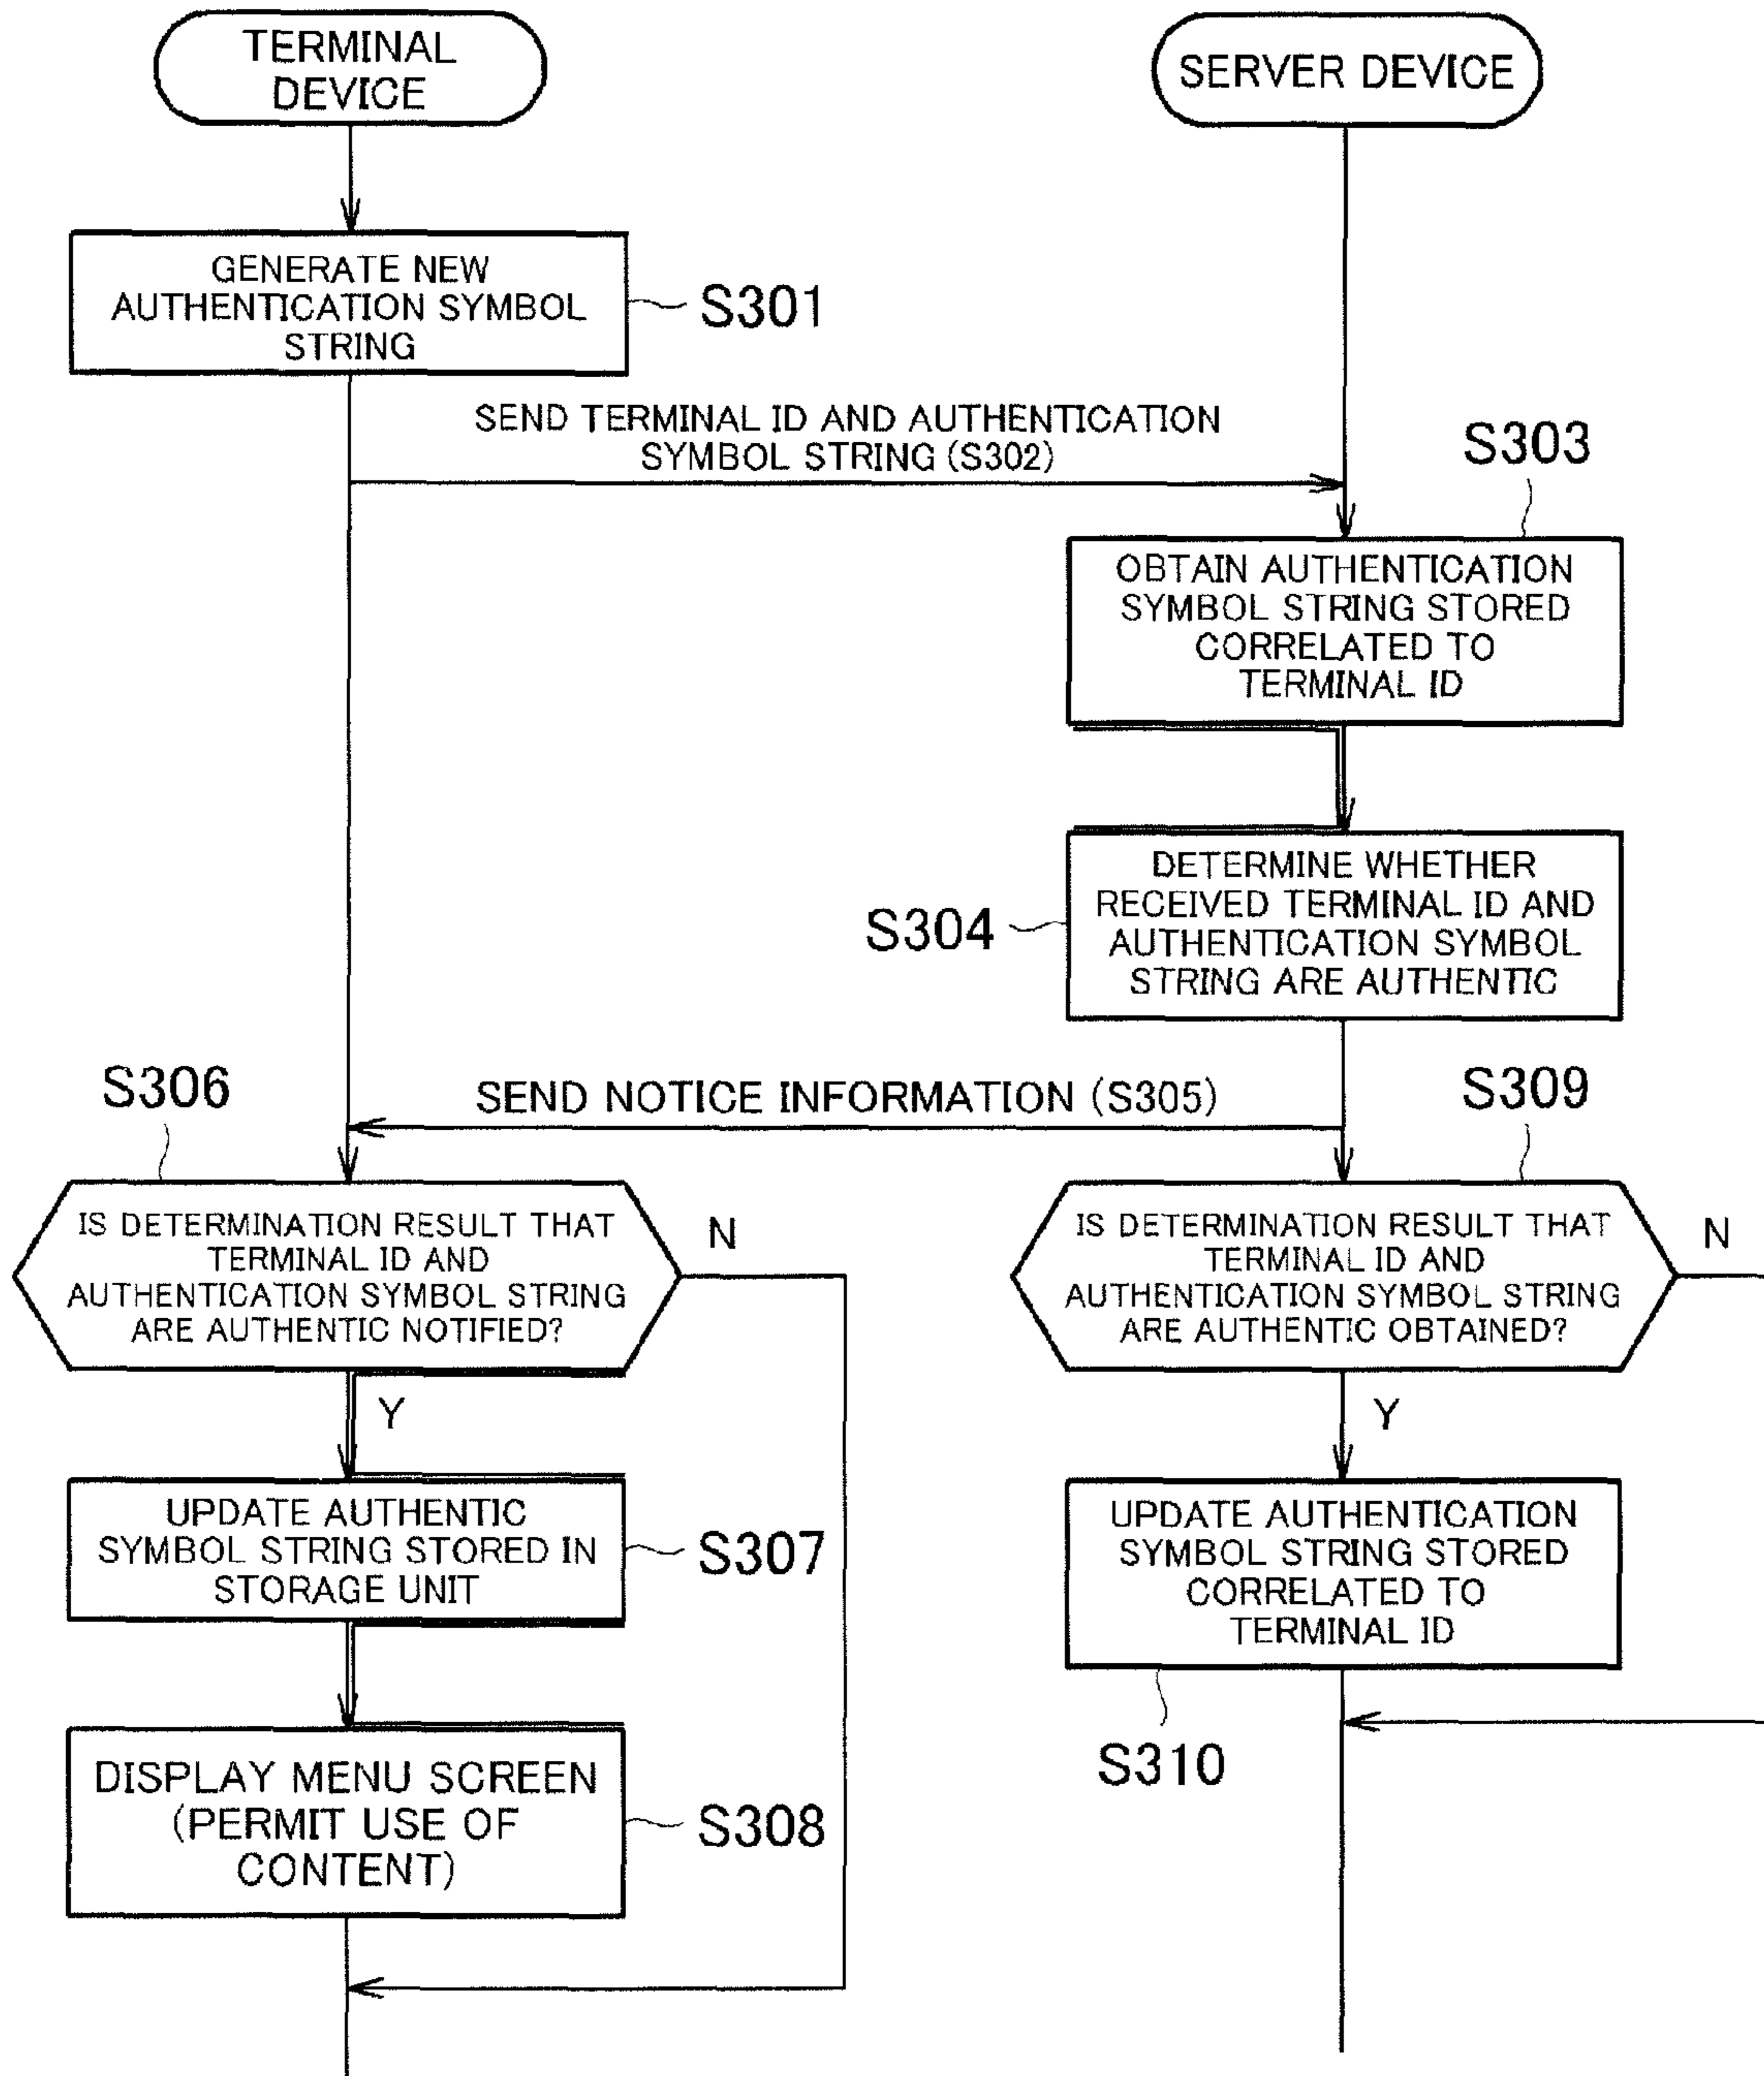 TERMINAL
DEVICE
SERVER DEVICE
GENERATE NEW
AUTHENTICATION SYMBOL
STRING
S301
SEND TERMINAL ID AND AUTHENTICATION
SYMBOL STRING (S302)
S303
OBTAIN AUTHENTICATION
SYMBOL STRING STORED
CORRELATED TO
TERMINAL ID
S304
DETERMINE WHETHER
RECEIVED TERMINAL ID AND
AUTHENTICATION SYMBOL
STRING ARE AUTHENTIC
SEND NOTICE INFORMATION (S305)
S306
IS DETERMINATION RESULT THAT
TERMINAL ID AND
AUTHENTICATION SYMBOL STRING
ARE AUTHENTIC NOTIFIED?
N
Y
S309
IS DETERMINATION RESULT THAT
TERMINAL ID AND
AUTHENTICATION SYMBOL STRING
ARE AUTHENTIC OBTAINED?
N
Y
UPDATE AUTHENTIC
SYMBOL STRING STORED IN
STORAGE UNIT
S307
UPDATE AUTHENTICATION
SYMBOL STRING STORED
CORRELATED TO
TERMINAL ID
S310
DISPLAY MENU SCREEN
(PERMIT USE OF
CONTENT)
S308